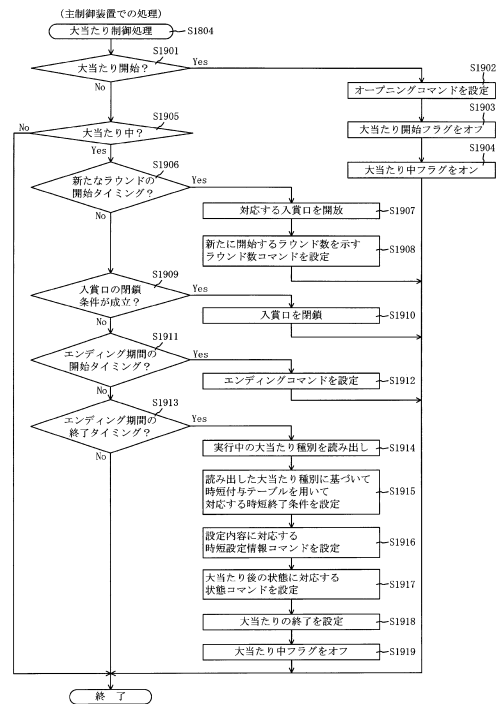 (主制御装置での処理)
大当たり制御処理
S1804
S1901
大当たり開始?
Yes
No
S1902
オープニングコマンドを設定
S1903
大当たり開始フラグをオフ
S1904
大当たり中フラグをオン
S1905
No
大当たり中?
Yes
S1906
新たなラウンドの
開始タイミング?
Yes
No
対応する入賞口を開放
S1907
新たに開始するラウンド数を示す
ラウンド数コマンドを設定
S1908
S1909
入賞口の閉鎖
条件が成立?
Yes
No
入賞口を閉鎖
S1910
S1911
エンディング期間の
開始タイミング?
Yes
No
エンディングコマンドを設定
S1912
S1913
エンディング期間の
終了タイミング?
Yes
No
実行中の大当たり種別を読み出し
S1914
読み出した大当たり種別に基づいて
時短付与テーブルを用いて
対応する時短終了条件を設定
S1915
設定内容に対応する
時短設定情報コマンドを設定
S1916
大当たり後の状態に対応する
状態コマンドを設定
S1917
大当たりの終了を設定
S1918
大当たり中フラグをオフ
S1919
終了